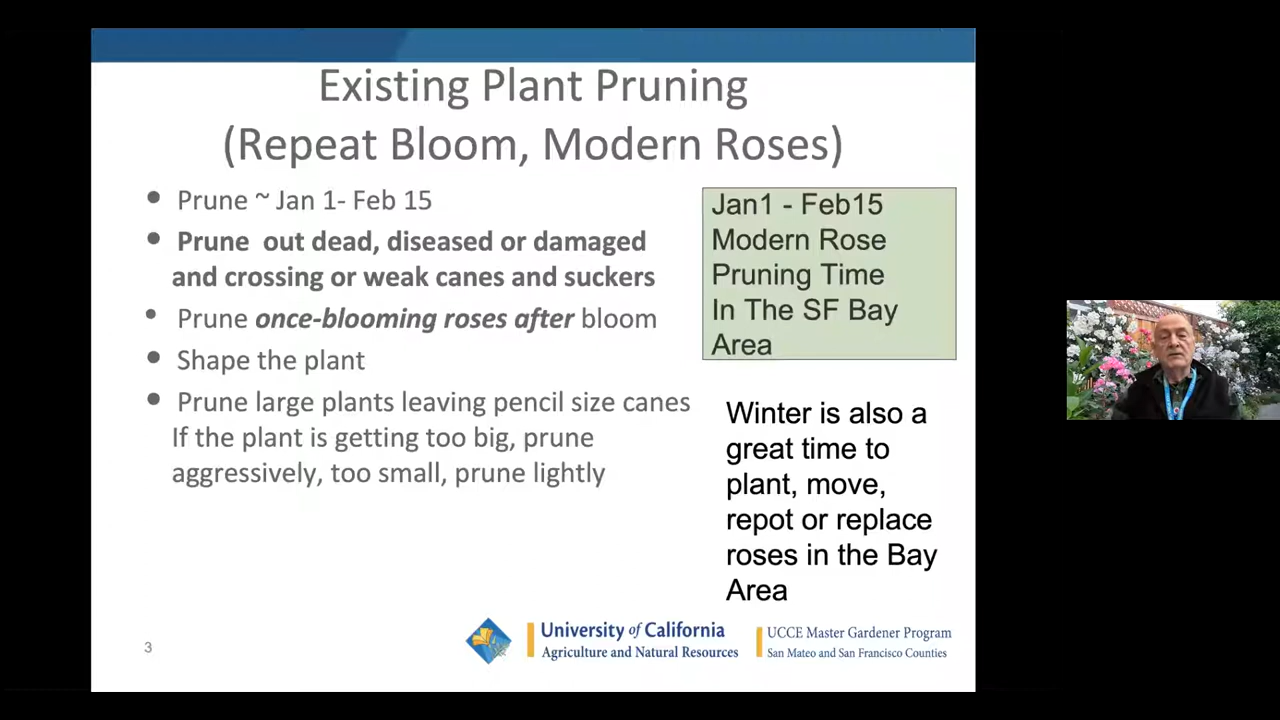 Existing Plant Pruning
(Repeat Bloom, Modern Roses)
• Prune ~ Jan 1- Feb 15
• Prune out dead, diseased or damaged
and crossing or weak canes and suckers
• Prune once-blooming roses after bloom
• Shape the plant
• Prune large plants leaving pencil size canes
If the plant is getting too big, prune
aggressively, too small, prune lightly
Jan1 - Feb15
Modern Rose
Pruning Time
In The SF Bay
Area
Winter is also a
great time to
plant, move,
repot or replace
roses in the Bay
Area
3
University of California
Agriculture and Natural Resources
UCCE Master Gardener Program
San Mateo and San Francisco Counties